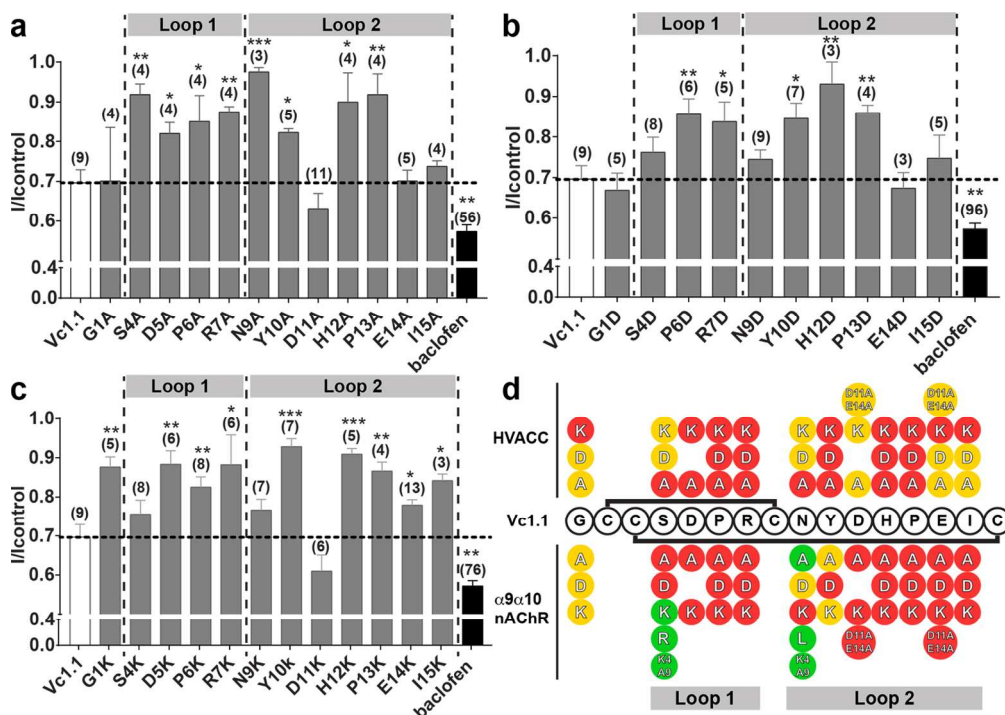 a
Loop 1
Loop 2
I/Icontrol
1.0
0.9
0.8
0.7
0.6
0.4
0.0
(9)
(4)
**
(4)
*
(4)
*
(4)
**
(4)
***
(3)
*
(5)
(11)
*
(4)
**
(4)
(5)
(4)
**
(56)
Vc1.1
G1A
S4A
D5A
P6A
R7A
N9A
Y10A
D11A
H12A
P13A
E14A
I15A
baclofen
b
Loop 1
Loop 2
I/Icontrol
1.0
0.9
0.8
0.7
0.6
0.4
0.0
(9)
(5)
(8)
**
(6)
*
(5)
(9)
*
(7)
**
(3)
**
(4)
(3)
(5)
**
(96)
Vc1.1
G1D
S4D
P6D
R7D
N9D
Y10D
H12D
P13D
E14D
I15D
baclofen
c
Loop 1
Loop 2
I/Icontrol
1.0
0.9
0.8
0.7
0.6
0.4
0.0
(9)
**
(5)
(8)
**
(6)
**
(8)
*
(6)
(7)
***
(7)
(6)
***
(5)
**
(4)
*
(13)
*
(3)
**
(76)
Vc1.1
G1K
S4K
D5K
P6K
R7K
N9K
Y10k
D11K
H12K
P13K
E14K
I15K
baclofen
d
D11A D11A
E14A E14A
HVACC
K K K K K K K K K K K K
D D D D D D D D D D
A A A A A A A A A A A A
Vc1.1
G C C S D P R C N Y D H P E I C
α9α10
nAChR
A A A A A A A A A A A A
D D D D D D D D D D
K K K K K K K K K K K K
R L D11A D11A
E14A E14A
K4 K4
A9 A9
Loop 1
Loop 2